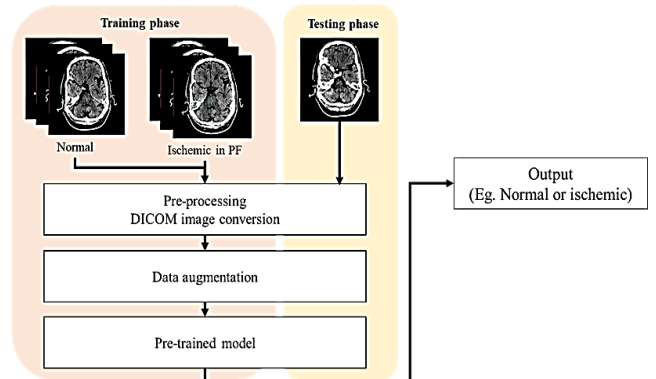 Training phase
Testing phase
Normal
Ischemic in PF
Pre-processing
DICOM image conversion
Data augmentation
Pre-trained model
Output
(Eg. Normal or ischemic)